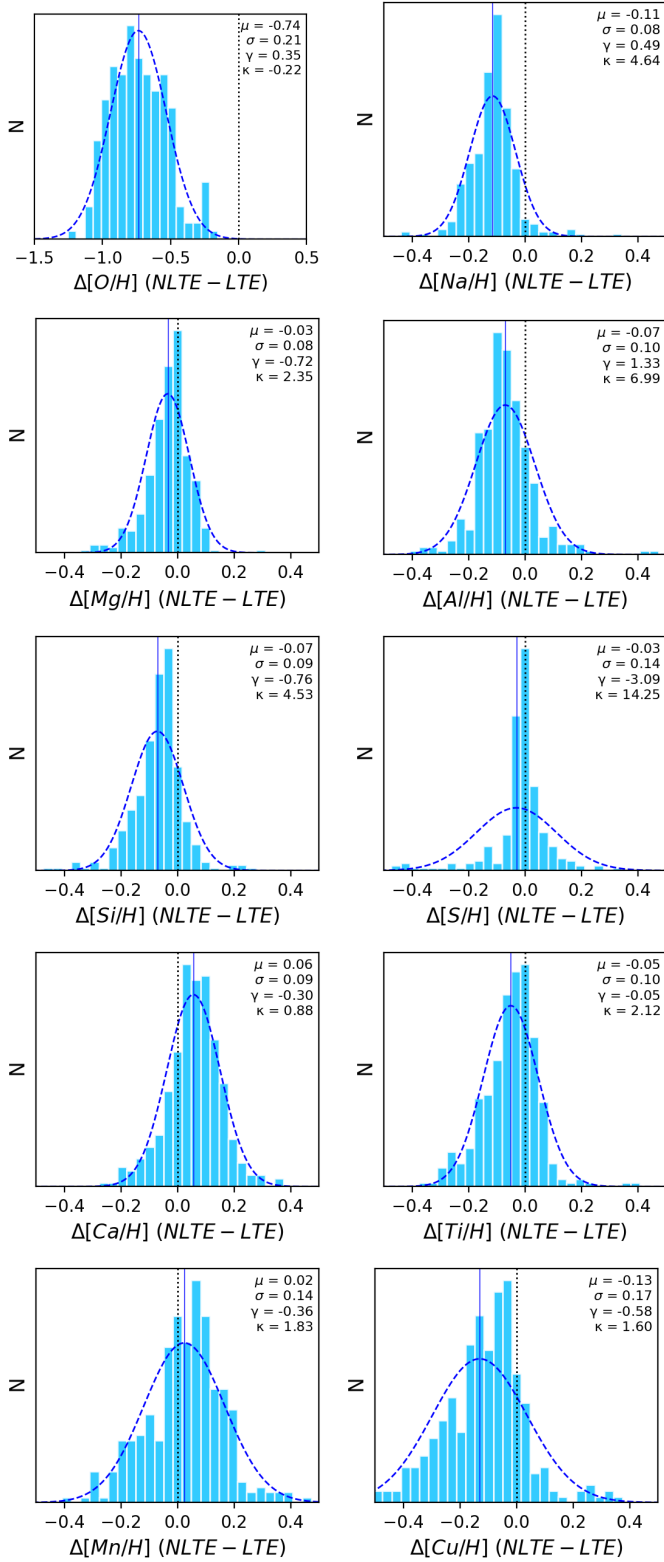 μ = -0.74
σ = 0.21
γ = 0.35
κ = -0.22
N
−1.5 −1.0 −0.5 0.0 0.5
Δ[O/H] (NLTE − LTE)
μ = -0.11
σ = 0.08
γ = 0.49
κ = 4.64
N
−0.4 −0.2 0.0 0.2 0.4
Δ[Na/H] (NLTE − LTE)
μ = -0.03
σ = 0.08
γ = -0.72
κ = 2.35
N
−0.4 −0.2 0.0 0.2 0.4
Δ[Mg/H] (NLTE − LTE)
μ = -0.07
σ = 0.10
γ = 1.33
κ = 6.99
N
−0.4 −0.2 0.0 0.2 0.4
Δ[Al/H] (NLTE − LTE)
μ = -0.07
σ = 0.09
γ = -0.76
κ = 4.53
N
−0.4 −0.2 0.0 0.2 0.4
Δ[Si/H] (NLTE − LTE)
μ = -0.03
σ = 0.14
γ = -3.09
κ = 14.25
N
−0.4 −0.2 0.0 0.2 0.4
Δ[S/H] (NLTE − LTE)
μ = 0.06
σ = 0.09
γ = -0.30
κ = 0.88
N
−0.4 −0.2 0.0 0.2 0.4
Δ[Ca/H] (NLTE − LTE)
μ = -0.05
σ = 0.10
γ = -0.05
κ = 2.12
N
−0.4 −0.2 0.0 0.2 0.4
Δ[Ti/H] (NLTE − LTE)
μ = 0.02
σ = 0.14
γ = -0.36
κ = 1.83
N
−0.4 −0.2 0.0 0.2 0.4
Δ[Mn/H] (NLTE − LTE)
μ = -0.13
σ = 0.17
γ = -0.58
κ = 1.60
N
−0.4 −0.2 0.0 0.2 0.4
Δ[Cu/H] (NLTE − LTE)